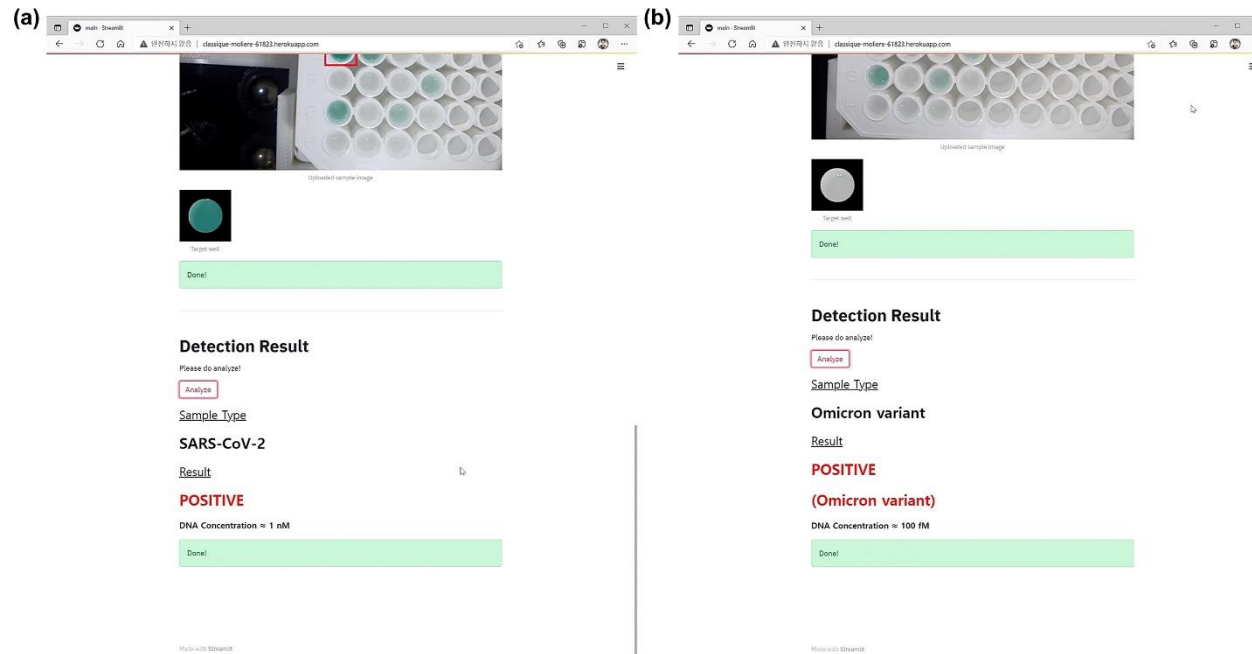 (a)
main · Streamlit
안전하지 않음 | classique-moliere-61823.herokuapp.com
Uploaded sample image
Target well
Done!
Detection Result
Please do analyze!
Analyze
Sample Type
SARS-CoV-2
Result
POSITIVE
DNA Concentration ≈ 1 nM
Done!
Made with Streamlit
(b)
main · Streamlit
안전하지 않음 | classique-moliere-61823.herokuapp.com
Uploaded sample image
Target well
Done!
Detection Result
Please do analyze!
Analyze
Sample Type
Omicron variant
Result
POSITIVE
(Omicron variant)
DNA Concentration ≈ 100 fM
Done!
Made with Streamlit